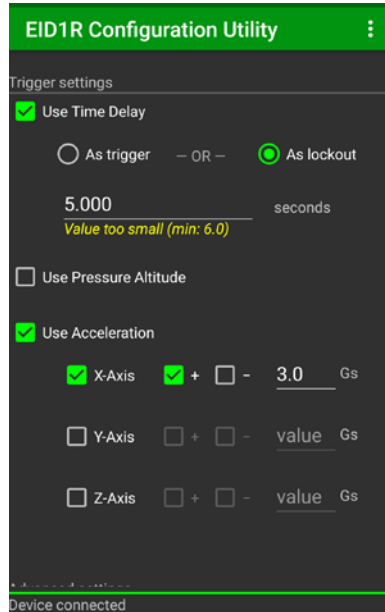 EID1R Configuration Utility
Trigger settings
Use Time Delay
As trigger – OR – As lockout
5.000 seconds
Value too small (min: 6.0)
Use Pressure Altitude
Use Acceleration
X-Axis + - 3.0 Gs
Y-Axis + - value Gs
Z-Axis + - value Gs
Advanced settings
Device connected